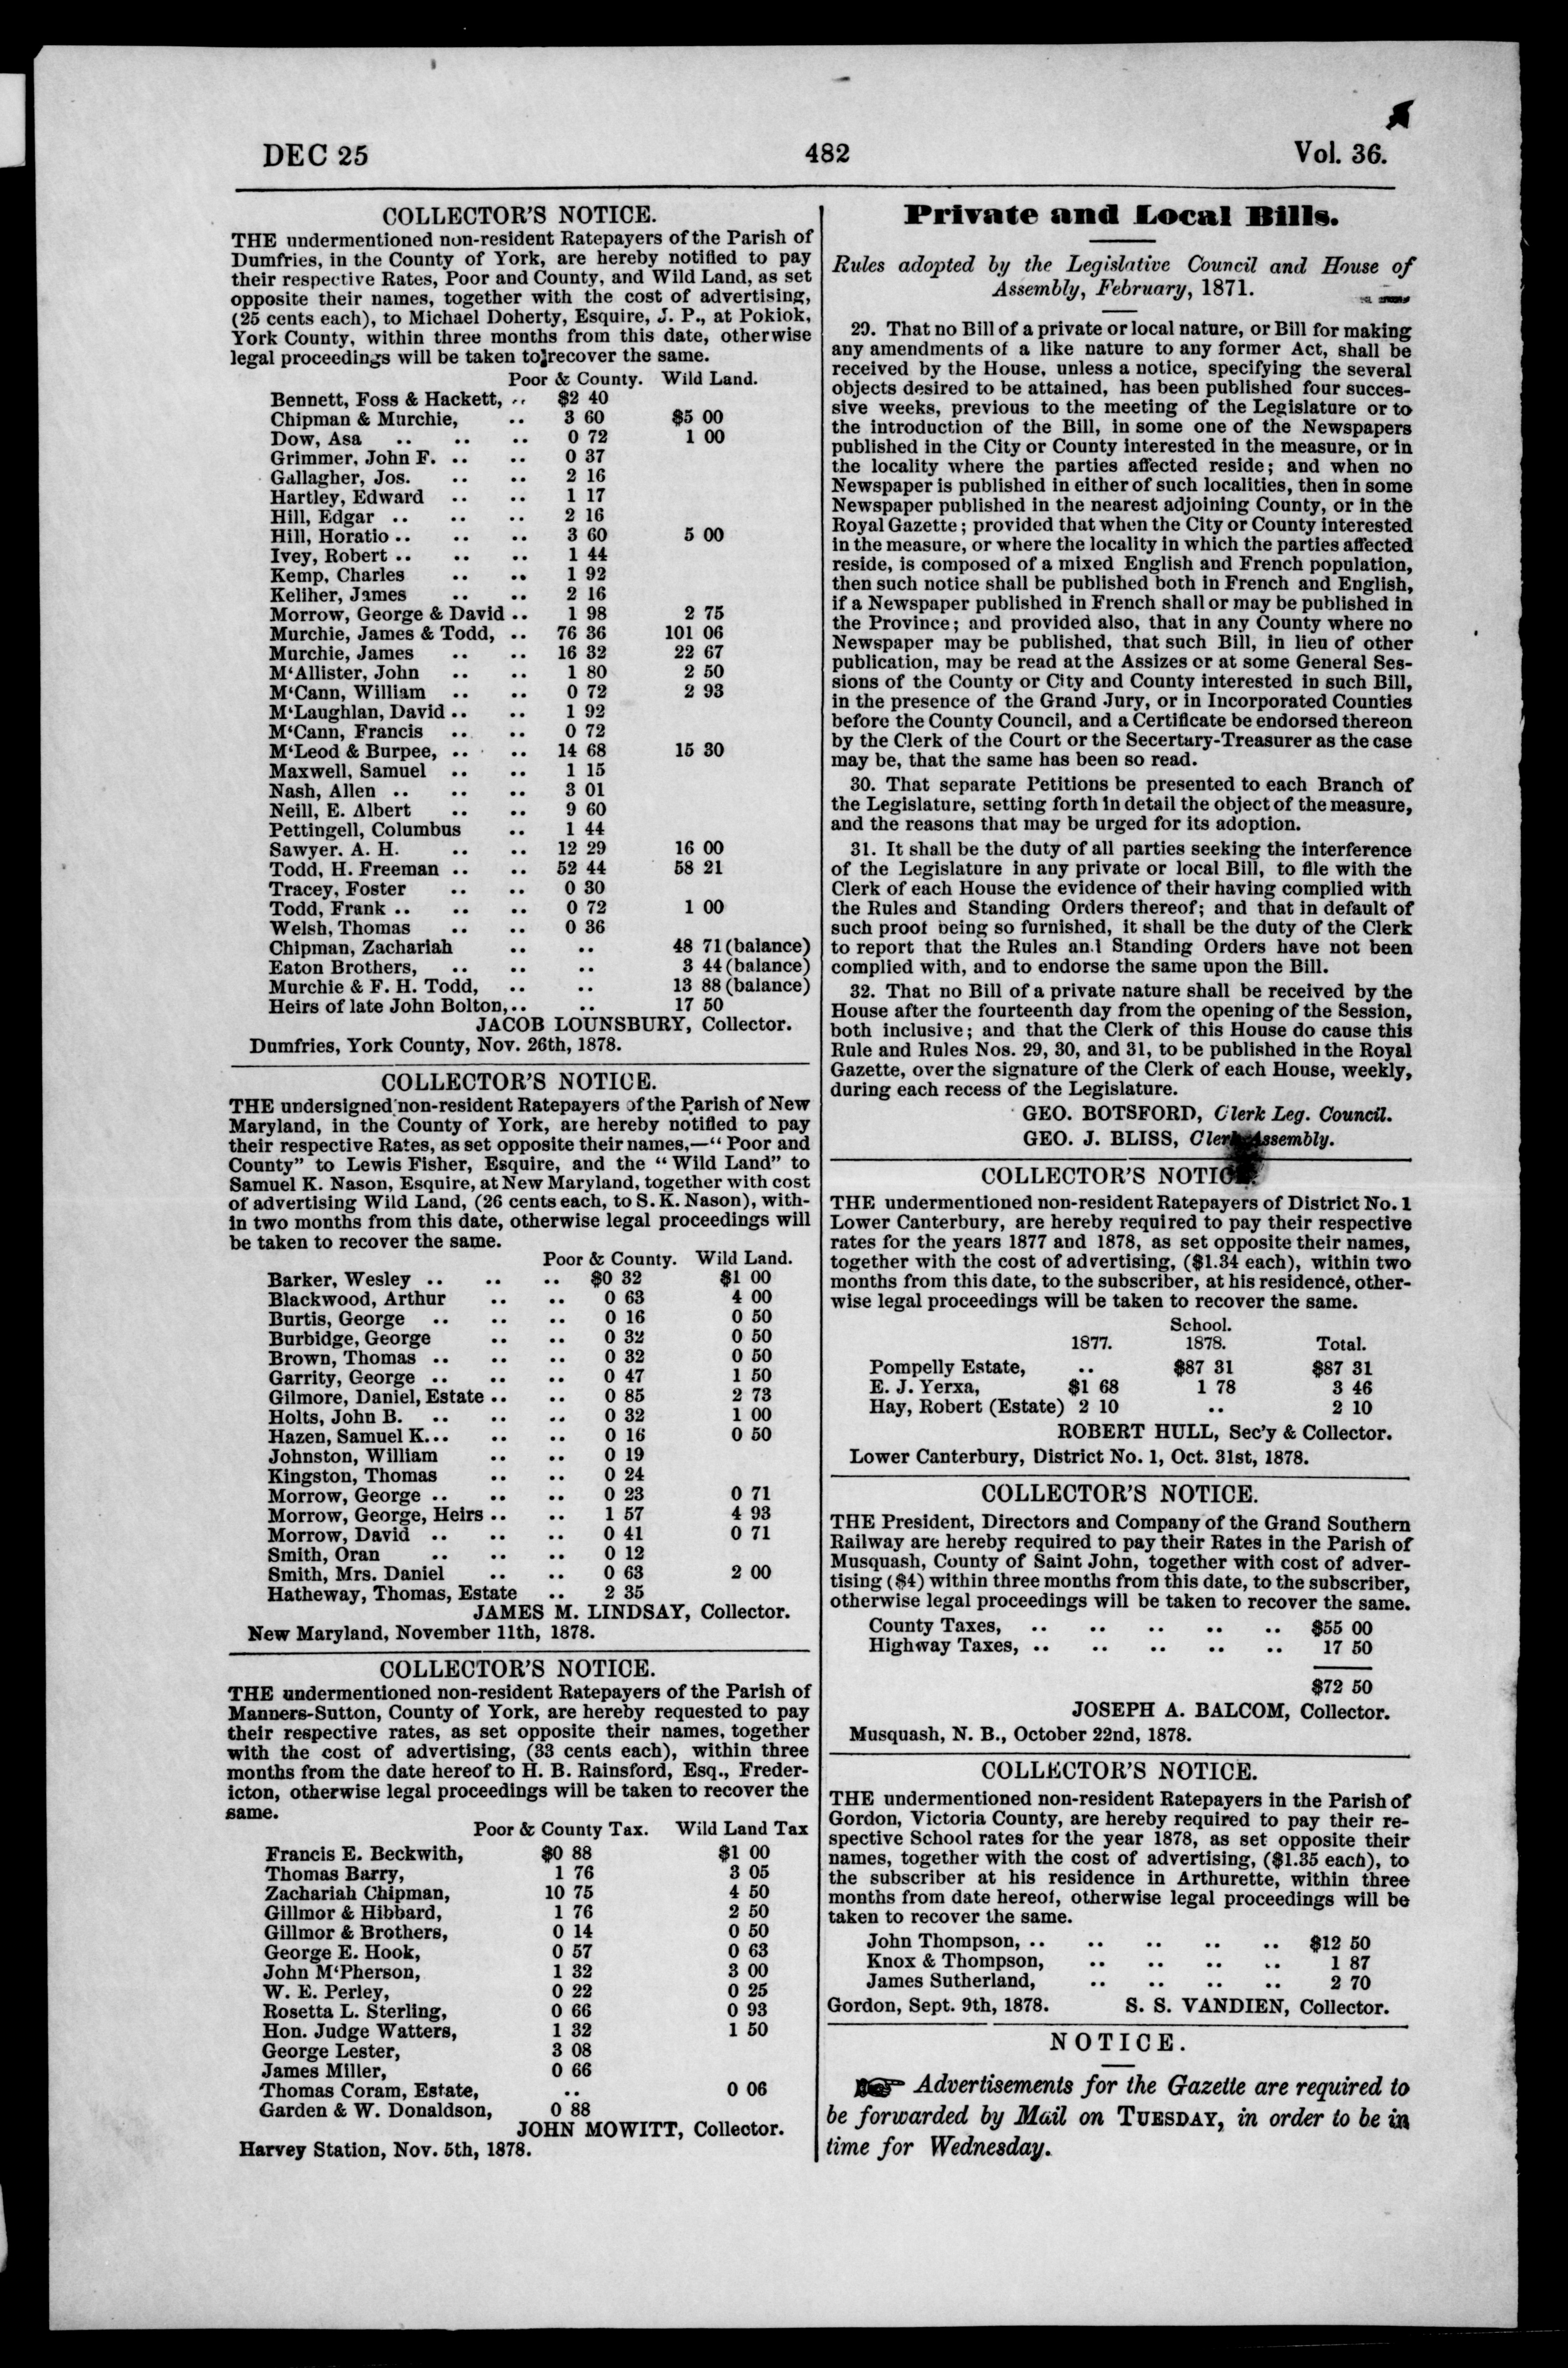 DEC 25 482 Vol. 36.
COLLECTOR'S NOTICE.
THE undermentioned non-resident Ratepayers of the Parish of
Dumfries, in the County of York, are hereby notified to pay
their respective Rates, Poor and County, and Wild Land, as set
opposite their names, together with the cost of advertising,
(25 cents each), to Michael Doherty, Esquire, J. P., at Pokiok,
York County, within three months from this date, otherwise
legal proceedings will be taken to recover the same.
Poor & County. Wild Land.
Bennett, Foss & Hackett, .. $2 40
Chipman & Murchie, .. 3 60 $5 00
Dow, Asa .. .. .. 0 72 1 00
Grimmer, John F. .. .. 0 37
Gallagher, Jos. .. .. 2 16
Hartley, Edward .. .. 1 17
Hill, Edgar .. .. .. 2 16
Hill, Horatio .. .. .. 3 60 5 00
Ivey, Robert .. .. .. 1 44
Kemp, Charles .. .. 1 92
Keliher, James .. .. 2 16
Morrow, George & David .. 1 98 2 75
Murchie, James & Todd, .. 76 36 101 06
Murchie, James .. .. 16 32 22 67
M'Allister, John .. .. 1 80 2 50
M'Cann, William .. .. 0 72 2 93
M'Laughlan, David .. .. 1 92
M'Cann, Francis .. .. 0 72
M'Leod & Burpee, .. .. 14 68 15 30
Maxwell, Samuel .. .. 1 15
Nash, Allen .. .. .. 3 01
Neill, E. Albert .. .. 9 60
Pettingell, Columbus .. 1 44
Sawyer. A. H. .. .. 12 29 16 00
Todd, H. Freeman .. .. 52 44 58 21
Tracey, Foster .. .. 0 30
Todd, Frank .. .. .. 0 72 1 00
Welsh, Thomas .. .. 0 36
Chipman, Zachariah .. .. 48 71 (balance)
Eaton Brothers, .. .. .. 3 44 (balance)
Murchie & F. H. Todd, .. .. 13 88 (balance)
Heirs of late John Bolton, .. .. 17 50
JACOB LOUNSBURY, Collector.
Dumfries, York County, Nov. 26th, 1878.
COLLECTOR'S NOTICE.
THE undersigned non-resident Ratepayers of the Parish of New
Maryland, in the County of York, are hereby notified to pay
their respective Rates, as set opposite their names,—" Poor and
County" to Lewis Fisher, Esquire, and the " Wild Land" to
Samuel K. Nason, Esquire, at New Maryland, together with cost
of advertising Wild Land, (26 cents each, to S. K. Nason), with-
in two months from this date, otherwise legal proceedings will
be taken to recover the same.
Poor & County. Wild Land.
Barker, Wesley .. .. .. $0 32 $1 00
Blackwood, Arthur .. .. 0 63 4 00
Burtis, George .. .. .. 0 16 0 50
Burbidge, George .. .. 0 32 0 50
Brown, Thomas .. .. .. 0 32 0 50
Garrity, George .. .. .. 0 47 1 50
Gilmore, Daniel, Estate .. .. 0 85 2 73
Holts, John B. .. .. .. 0 32 1 00
Hazen, Samuel K... .. .. 0 16 0 50
Johnston, William .. .. 0 19
Kingston, Thomas .. .. 0 24
Morrow, George .. .. .. 0 23 0 71
Morrow, George, Heirs .. .. 1 57 4 93
Morrow, David .. .. .. 0 41 0 71
Smith, Oran .. .. .. 0 12
Smith, Mrs. Daniel .. .. 0 63 2 00
Hatheway, Thomas, Estate .. 2 35
JAMES M. LINDSAY, Collector.
New Maryland, November 11th, 1878.
COLLECTOR'S NOTICE.
THE undermentioned non-resident Ratepayers of the Parish of
Manners-Sutton, County of York, are hereby requested to pay
their respective rates, as set opposite their names, together
with the cost of advertising, (33 cents each), within three
months from the date hereof to H. B. Rainsford, Esq., Freder-
icton, otherwise legal proceedings will be taken to recover the
same.
Poor & County Tax. Wild Land Tax
Francis E. Beckwith, $0 88 $1 00
Thomas Barry, 1 76 3 05
Zachariah Chipman, 10 75 4 50
Gillmor & Hibbard, 1 76 2 50
Gillmor & Brothers, 0 14 0 50
George E. Hook, 0 57 0 63
John M'Pherson, 1 32 3 00
W. E. Perley, 0 22 0 25
Rosetta L. Sterling, 0 66 0 93
Hon. Judge Watters, 1 32 1 50
George Lester, 3 08
James Miller, 0 66
Thomas Coram, Estate, .. 0 06
Garden & W. Donaldson, 0 88
JOHN MOWITT, Collector.
Harvey Station, Nov. 5th, 1878.
Private and Local Bills.
Rules adopted by the Legislative Council and House of
Assembly, February, 1871.
29. That no Bill of a private or local nature, or Bill for making
any amendments of a like nature to any former Act, shall be
received by the House, unless a notice, specifying the several
objects desired to be attained, has been published four succes-
sive weeks, previous to the meeting of the Legislature or to
the introduction of the Bill, in some one of the Newspapers
published in the City or County interested in the measure, or in
the locality where the parties affected reside; and when no
Newspaper is published in either of such localities, then in some
Newspaper published in the nearest adjoining County, or in the
Royal Gazette; provided that when the City or County interested
in the measure, or where the locality in which the parties affected
reside, is composed of a mixed English and French population,
then such notice shall be published both in French and English,
if a Newspaper published in French shall or may be published in
the Province; and provided also, that in any County where no
Newspaper may be published, that such Bill, in lieu of other
publication, may be read at the Assizes or at some General Ses-
sions of the County or City and County interested in such Bill,
in the presence of the Grand Jury, or in Incorporated Counties
before the County Council, and a Certificate be endorsed thereon
by the Clerk of the Court or the Secertary-Treasurer as the case
may be, that the same has been so read.
30. That separate Petitions be presented to each Branch of
the Legislature, setting forth in detail the object of the measure,
and the reasons that may be urged for its adoption.
31. It shall be the duty of all parties seeking the interference
of the Legislature in any private or local Bill, to file with the
Clerk of each House the evidence of their having complied with
the Rules and Standing Orders thereof; and that in default of
such proof being so furnished, it shall be the duty of the Clerk
to report that the Rules and Standing Orders have not been
complied with, and to endorse the same upon the Bill.
32. That no Bill of a private nature shall be received by the
House after the fourteenth day from the opening of the Session,
both inclusive; and that the Clerk of this House do cause this
Rule and Rules Nos. 29, 30, and 31, to be published in the Royal
Gazette, over the signature of the Clerk of each House, weekly,
during each recess of the Legislature.
GEO. BOTSFORD, Clerk Leg. Council.
GEO. J. BLISS, Clerk Assembly.
COLLECTOR'S NOTICE.
THE undermentioned non-resident Ratepayers of District No. 1
Lower Canterbury, are hereby required to pay their respective
rates for the years 1877 and 1878, as set opposite their names,
together with the cost of advertising, ($1.34 each), within two
months from this date, to the subscriber, at his residence, other-
wise legal proceedings will be taken to recover the same.
School.
1877. 1878. Total.
Pompelly Estate, .. $87 31 $87 31
E. J. Yerxa, $1 68 1 78 3 46
Hay, Robert (Estate) 2 10 .. 2 10
ROBERT HULL, Sec'y & Collector.
Lower Canterbury, District No. 1, Oct. 31st, 1878.
COLLECTOR'S NOTICE.
THE President, Directors and Company of the Grand Southern
Railway are hereby required to pay their Rates in the Parish of
Musquash, County of Saint John, together with cost of adver-
tising ($4) within three months from this date, to the subscriber,
otherwise legal proceedings will be taken to recover the same.
County Taxes, .. .. .. .. .. $55 00
Highway Taxes, .. .. .. .. .. 17 50
$72 50
JOSEPH A. BALCOM, Collector.
Musquash, N. B., October 22nd, 1878.
COLLECTOR'S NOTICE.
THE undermentioned non-resident Ratepayers in the Parish of
Gordon, Victoria County, are hereby required to pay their re-
spective School rates for the year 1878, as set opposite their
names, together with the cost of advertising, ($1.35 each), to
the subscriber at his residence in Arthurette, within three
months from date hereof, otherwise legal proceedings will be
taken to recover the same.
John Thompson, .. .. .. .. .. $12 50
Knox & Thompson, .. .. .. .. 1 87
James Sutherland, .. .. .. .. 2 70
Gordon, Sept. 9th, 1878. S. S. VANDIEN, Collector.
NOTICE.
☞ Advertisements for the Gazette are required to
be forwarded by Mail on TUESDAY, in order to be in
time for Wednesday.